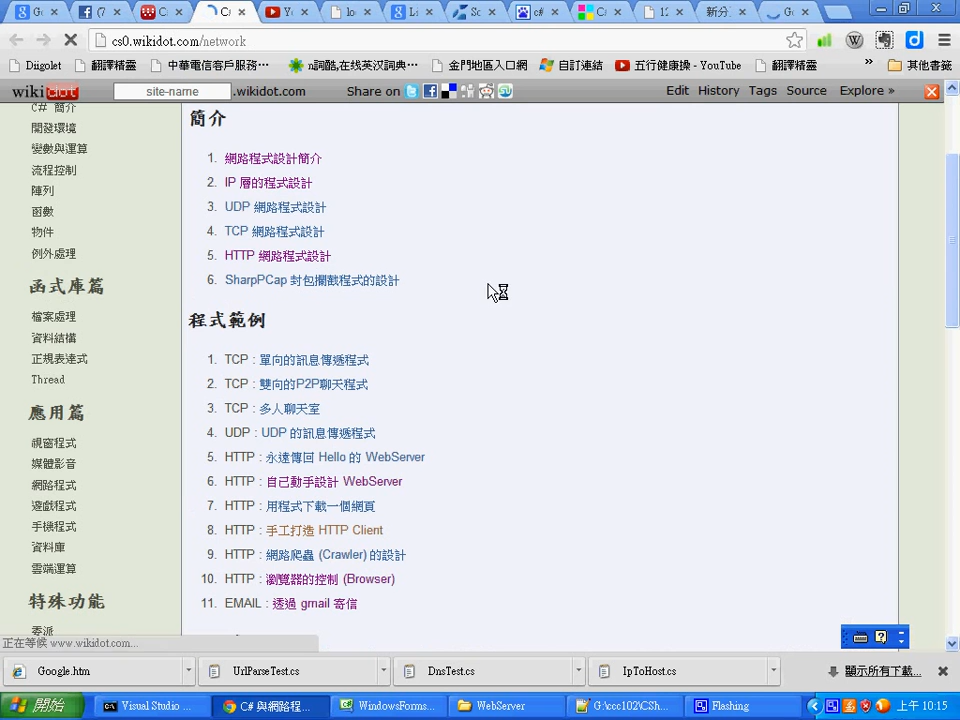 cs0.wikidot.com/network
Diigolet 翻譯精靈 中華電信客戶服務… n詞酷,在线英汉词典… 金門地區入口網 自訂連結 五行健康操 - YouTube 翻譯精靈 » 其他書籤
wikidot site-name .wikidot.com Share on Edit History Tags Source Explore »
C# 簡介
開發環境
變數與運算
流程控制
陣列
函數
物件
例外處理
函式庫篇
檔案處理
資料結構
正規表達式
Thread
應用篇
視窗程式
媒體影音
網路程式
遊戲程式
手機程式
資料庫
雲端運算
特殊功能
委派
簡介
1. 網路程式設計簡介
2. IP 層的程式設計
3. UDP 網路程式設計
4. TCP 網路程式設計
5. HTTP 網路程式設計
6. SharpPCap 封包攔截程式的設計
程式範例
1. TCP : 單向的訊息傳遞程式
2. TCP : 雙向的P2P聊天程式
3. TCP : 多人聊天室
4. UDP : UDP 的訊息傳遞程式
5. HTTP : 永遠傳回 Hello 的 WebServer
6. HTTP : 自己動手設計 WebServer
7. HTTP : 用程式下載一個網頁
8. HTTP : 手工打造 HTTP Client
9. HTTP : 網路爬蟲 (Crawler) 的設計
10. HTTP : 瀏覽器的控制 (Browser)
11. EMAIL : 透過 gmail 寄信
正在等候 www.wikidot.com...
Google.htm UrlParseTest.cs DnsTest.cs IpToHost.cs 顯示所有下載...
開始 Visual Studio ... C# 與網路程... WindowsForms... WebServer G:\ccc102\CSh... Flashing 上午 10:15